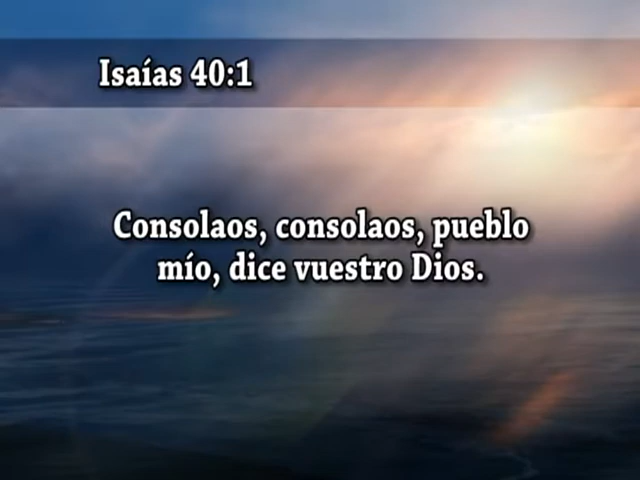 Isaías 40:1
Consolaos, consolaos, pueblo
mío, dice vuestro Dios.